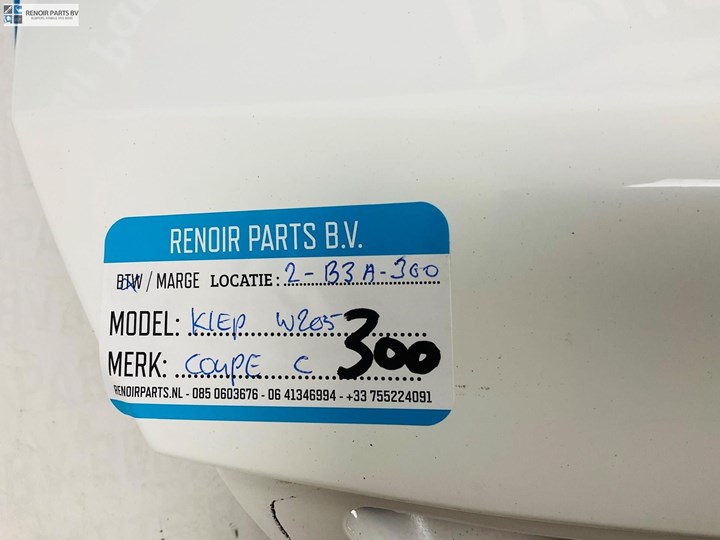 RENOIR PARTS BV
RENOIR PARTS B.V.
BTW / MARGE LOCATIE: 2-B3A-300
MODEL: KLEP W205
MERK: COUPE C 300
RENOIRPARTS.NL - 085 0603676 - 06 41346994 - +33 755224091